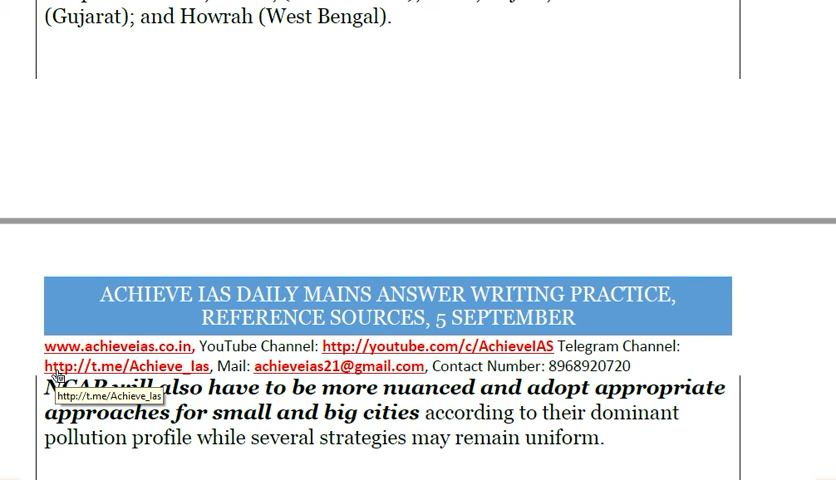 (Gujarat); and Howrah (West Bengal).
ACHIEVE IAS DAILY MAINS ANSWER WRITING PRACTICE,
REFERENCE SOURCES, 5 SEPTEMBER
www.achieveias.co.in, YouTube Channel: http://youtube.com/c/AchieveIAS Telegram Channel:
http://t.me/Achieve_Ias, Mail: achieveias21@gmail.com, Contact Number: 8968920720
NCAP will also have to be more nuanced and adopt appropriate
http://t.me/Achieve_Ias
approaches for small and big cities according to their dominant
pollution profile while several strategies may remain uniform.